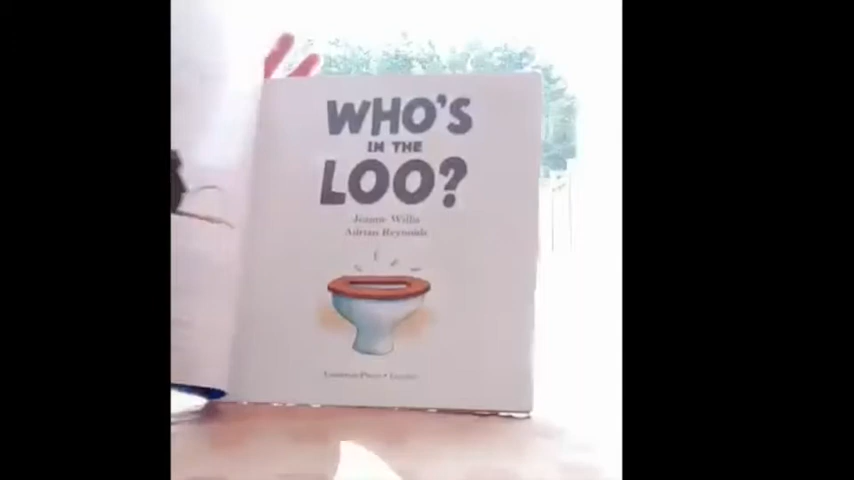 WHO'S
IN THE
LOO?
Jeanne Willis
Adrian Reynolds